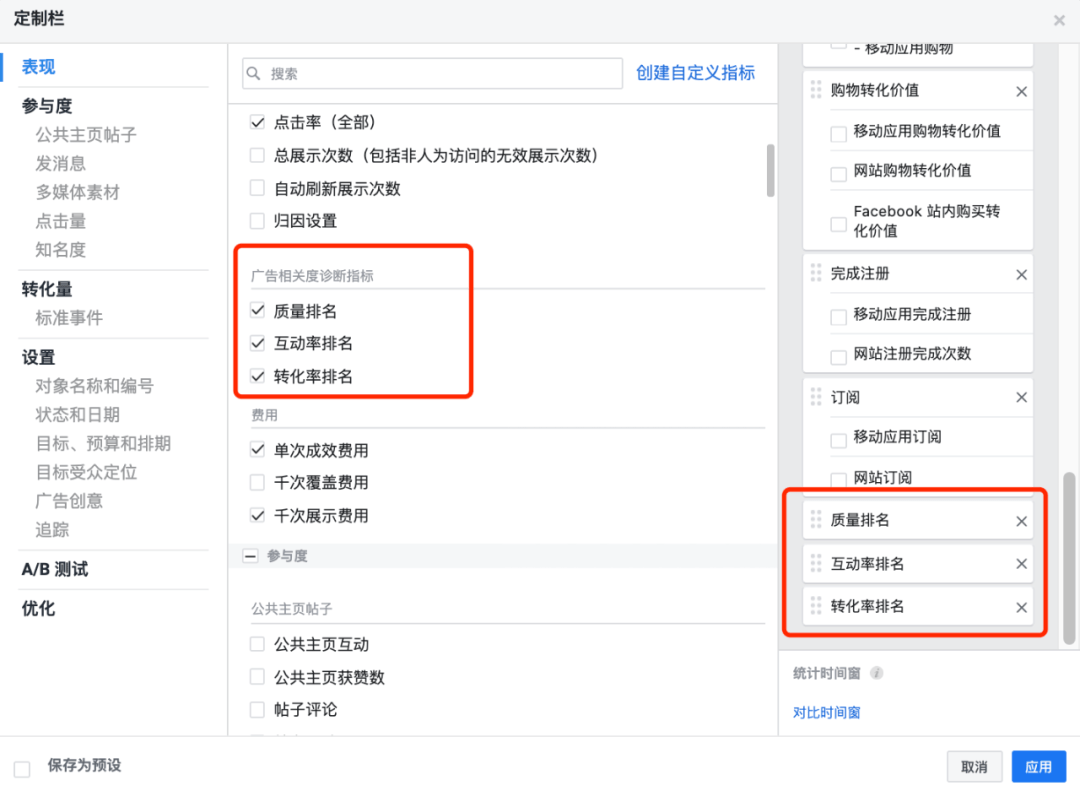 定制栏
表现
参与度
公共主页帖子
发消息
多媒体素材
点击量
知名度
转化量
标准事件
设置
对象名称和编号
状态和日期
目标、预算和排期
目标受众定位
广告创意
追踪
A/B 测试
优化
搜索
创建自定义指标
点击率（全部）
总展示次数（包括非人为访问的无效展示次数）
自动刷新展示次数
归因设置
广告相关度诊断指标
质量排名
互动率排名
转化率排名
费用
单次成效费用
千次覆盖费用
千次展示费用
参与度
公共主页帖子
公共主页互动
公共主页获赞数
帖子评论
- 移动应用购物
购物转化价值
移动应用购物转化价值
网站购物转化价值
Facebook 站内购买转
化价值
完成注册
移动应用完成注册
网站注册完成次数
订阅
移动应用订阅
网站订阅
质量排名
互动率排名
转化率排名
统计时间窗
对比时间窗
保存为预设
取消
应用